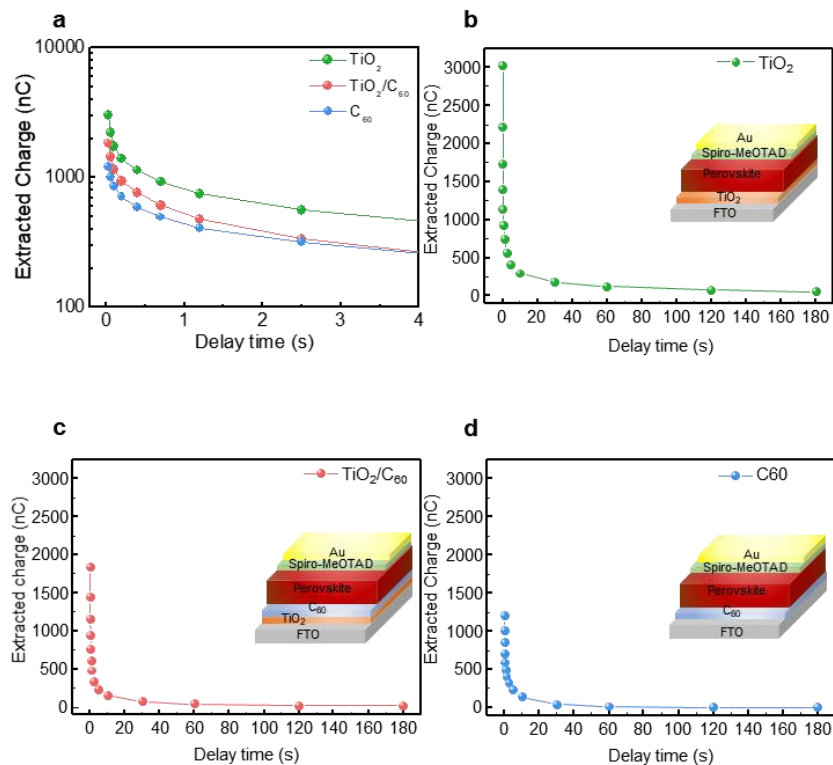 a
Extracted Charge (nC)
10000
1000
100
TiO₂
TiO₂/C₆₀
C₆₀
0 1 2 3 4
Delay time (s)
b
Extracted Charge (nC)
3000
2500
2000
1500
1000
500
0
TiO₂
Au
Spiro-MeOTAD
Perovskite
TiO₂
FTO
0 20 40 60 80 100 120 140 160 180
Delay time (s)
c
Extracted charge (nC)
3000
2500
2000
1500
1000
500
0
TiO₂/C₆₀
Au
Spiro-MeOTAD
Perovskite
C₆₀
TiO₂
FTO
0 20 40 60 80 100 120 140 160 180
Delay time (s)
d
Extracted charge (nC)
3000
2500
2000
1500
1000
500
0
C60
Au
Spiro-MeOTAD
Perovskite
C₆₀
FTO
0 20 40 60 80 100 120 140 160 180
Delay time (s)